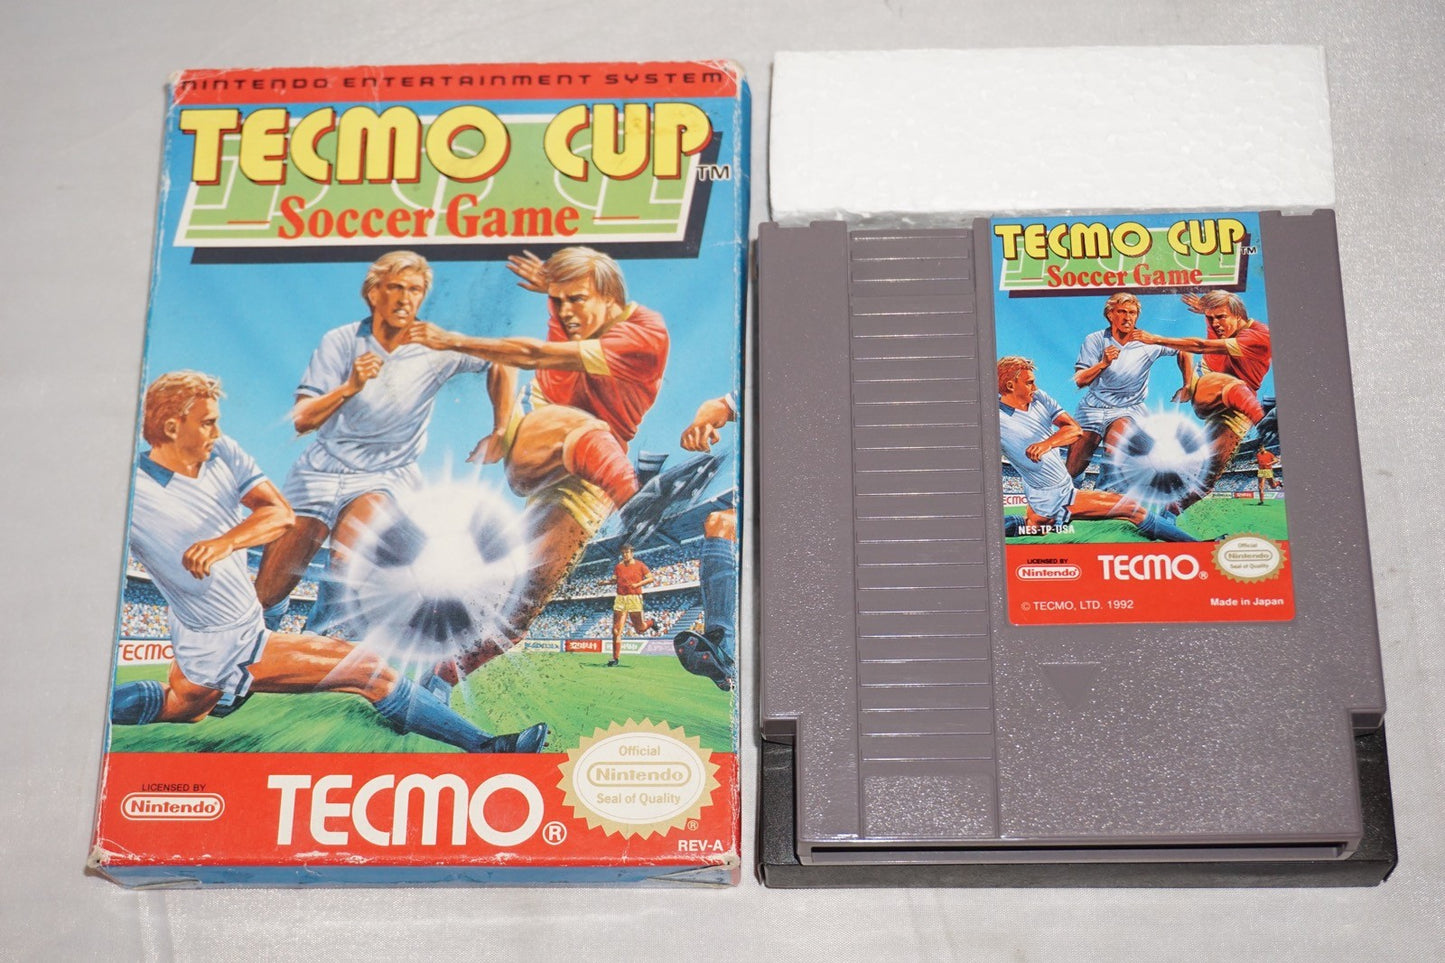 NINTENDO ENTERTAINMENT SYSTEM
TECMO CUP TM
Soccer Game
TECMO
LICENSED BY
Nintendo®
TECMO®
Official
Nintendo
Seal of Quality
®
REV-A
TECMO CUP TM
Soccer Game
TECMO
NES-TP-USA
LICENSED BY
Nintendo
TECMO®
Official
Nintendo
Seal of Quality
© TECMO, LTD. 1992
Made in Japan